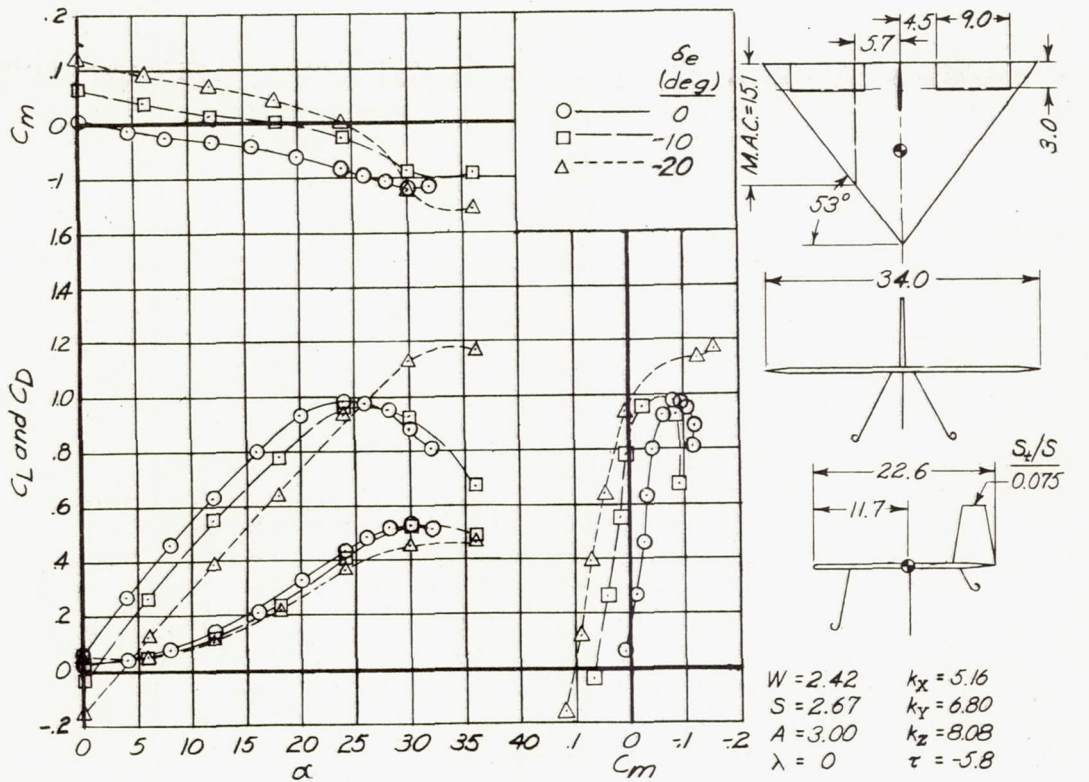 .2
.1
0
-.1
Cm
δe
(deg)
0
-10
-20
1.6
1.4
1.2
1.0
.8
.6
.4
.2
0
-.2
CL and CD
0 5 10 15 20 25 30 35 40
α
.1 0 -.1 -.2
Cm
4.5 9.0
5.7
M.A.C.=15.1
3.0
53°
34.0
St/S
0.075
22.6
11.7
W = 2.42 kX = 5.16
S = 2.67 kY = 6.80
A = 3.00 kZ = 8.08
λ = 0 τ = -5.8